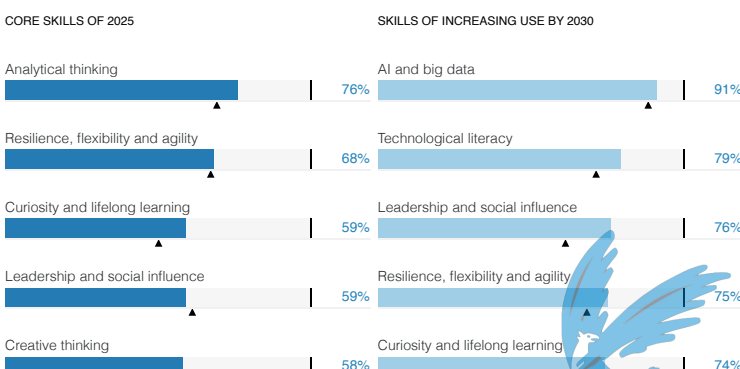 CORE SKILLS OF 2025
Analytical thinking
76%
Resilience, flexibility and agility
68%
Curiosity and lifelong learning
59%
Leadership and social influence
59%
Creative thinking
58%
SKILLS OF INCREASING USE BY 2030
AI and big data
91%
Technological literacy
79%
Leadership and social influence
76%
Resilience, flexibility and agility
75%
Curiosity and lifelong learning
74%